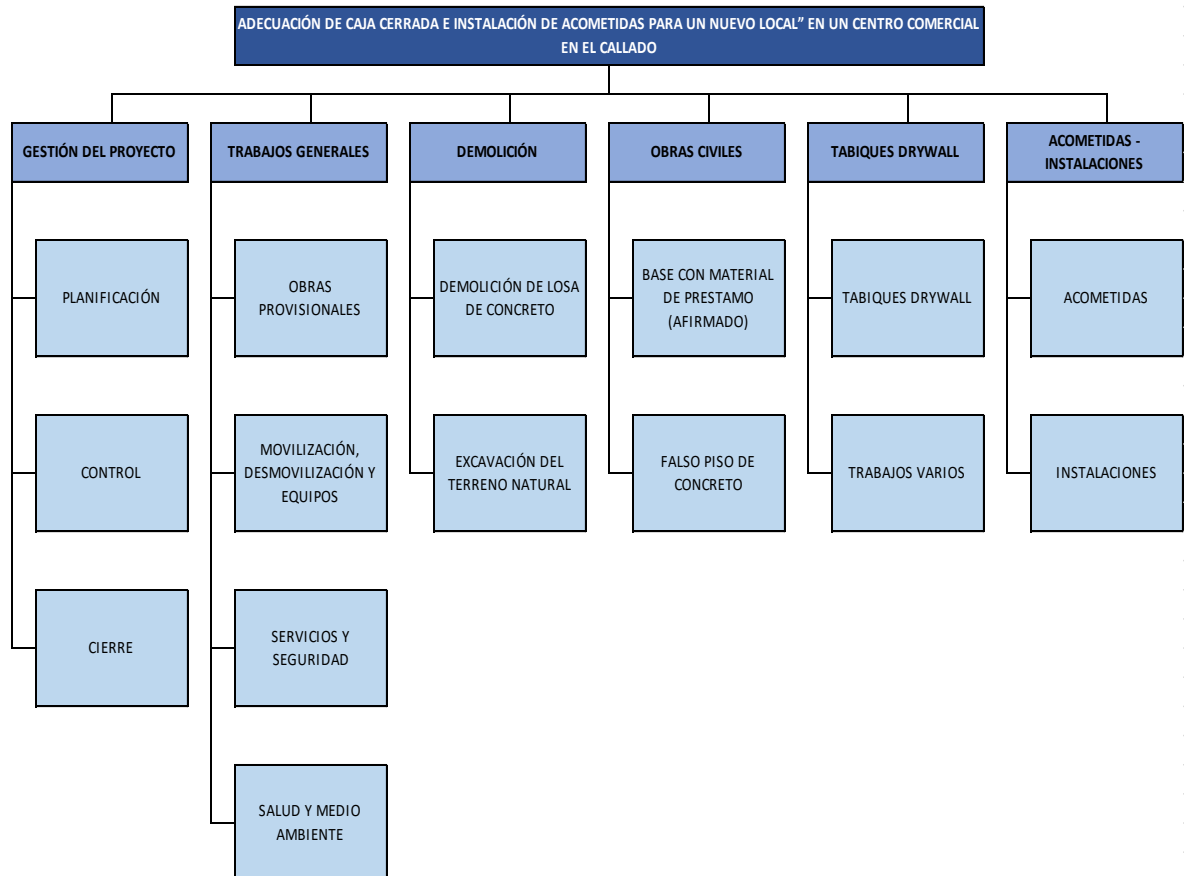 ADECUACIÓN DE CAJA CERRADA E INSTALACIÓN DE ACOMETIDAS PARA UN NUEVO LOCAL” EN UN CENTRO COMERCIAL
EN EL CALLADO
GESTIÓN DEL PROYECTO
TRABAJOS GENERALES
DEMOLICIÓN
OBRAS CIVILES
TABIQUES DRYWALL
ACOMETIDAS -
INSTALACIONES
PLANIFICACIÓN
OBRAS
PROVISIONALES
DEMOLICIÓN DE LOSA
DE CONCRETO
BASE CON MATERIAL
DE PRESTAMO
(AFIRMADO)
TABIQUES DRYWALL
ACOMETIDAS
CONTROL
MOVILIZACIÓN,
DESMOVILIZACIÓN Y
EQUIPOS
EXCAVACIÓN DEL
TERRENO NATURAL
FALSO PISO DE
CONCRETO
TRABAJOS VARIOS
INSTALACIONES
CIERRE
SERVICIOS Y
SEGURIDAD
SALUD Y MEDIO
AMBIENTE